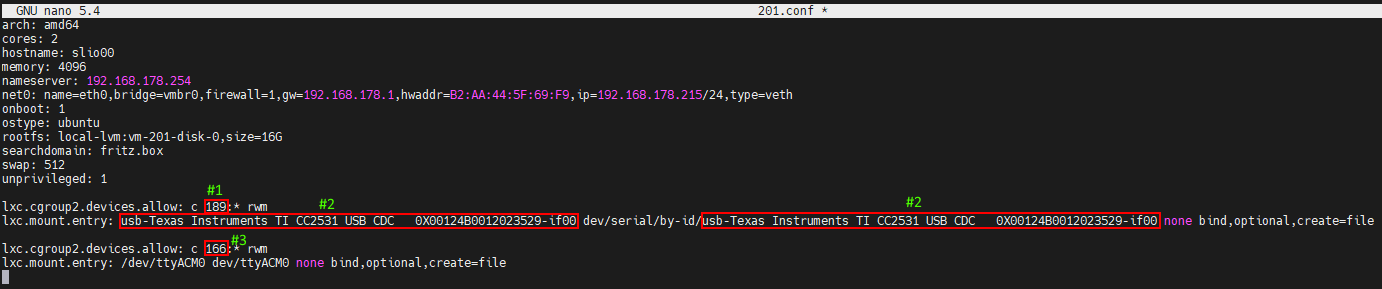 GNU nano 5.4 201.conf *
arch: amd64
cores: 2
hostname: slio00
memory: 4096
nameserver: 192.168.178.254
net0: name=eth0,bridge=vmbr0,firewall=1,gw=192.168.178.1,hwaddr=B2:AA:44:5F:69:F9,ip=192.168.178.215/24,type=veth
onboot: 1
ostype: ubuntu
rootfs: local-lvm:vm-201-disk-0,size=16G
searchdomain: fritz.box
swap: 512
unprivileged: 1
#1
lxc.cgroup2.devices.allow: c 189:* rwm
#2 #2
lxc.mount.entry: usb-Texas Instruments TI CC2531 USB CDC   0X00124B0012023529-if00 dev/serial/by-id/usb-Texas Instruments TI CC2531 USB CDC   0X00124B0012023529-if00 none bind,optional,create=file
#3
lxc.cgroup2.devices.allow: c 166:* rwm
lxc.mount.entry: /dev/ttyACM0 dev/ttyACM0 none bind,optional,create=file